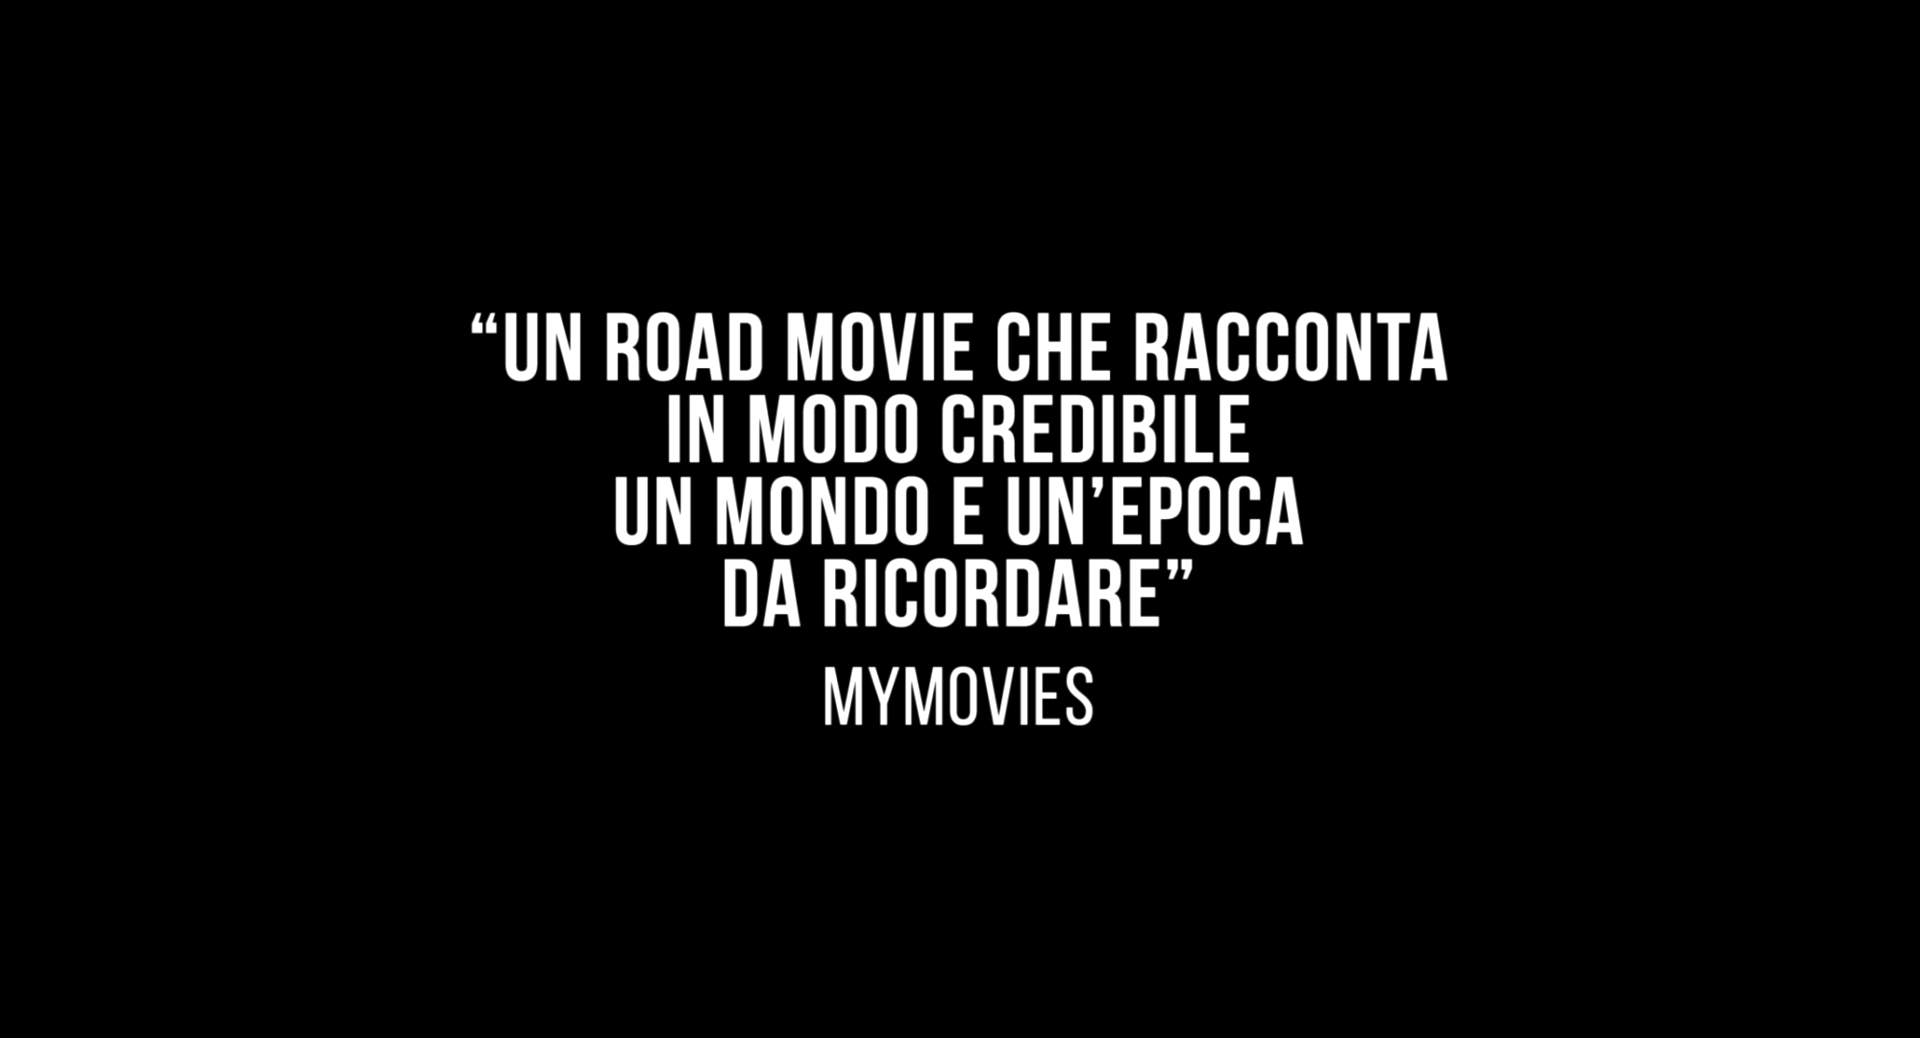 “UN ROAD MOVIE CHE RACCONTA
IN MODO CREDIBILE
UN MONDO E UN’EPOCA
DA RICORDARE”
MYMOVIES